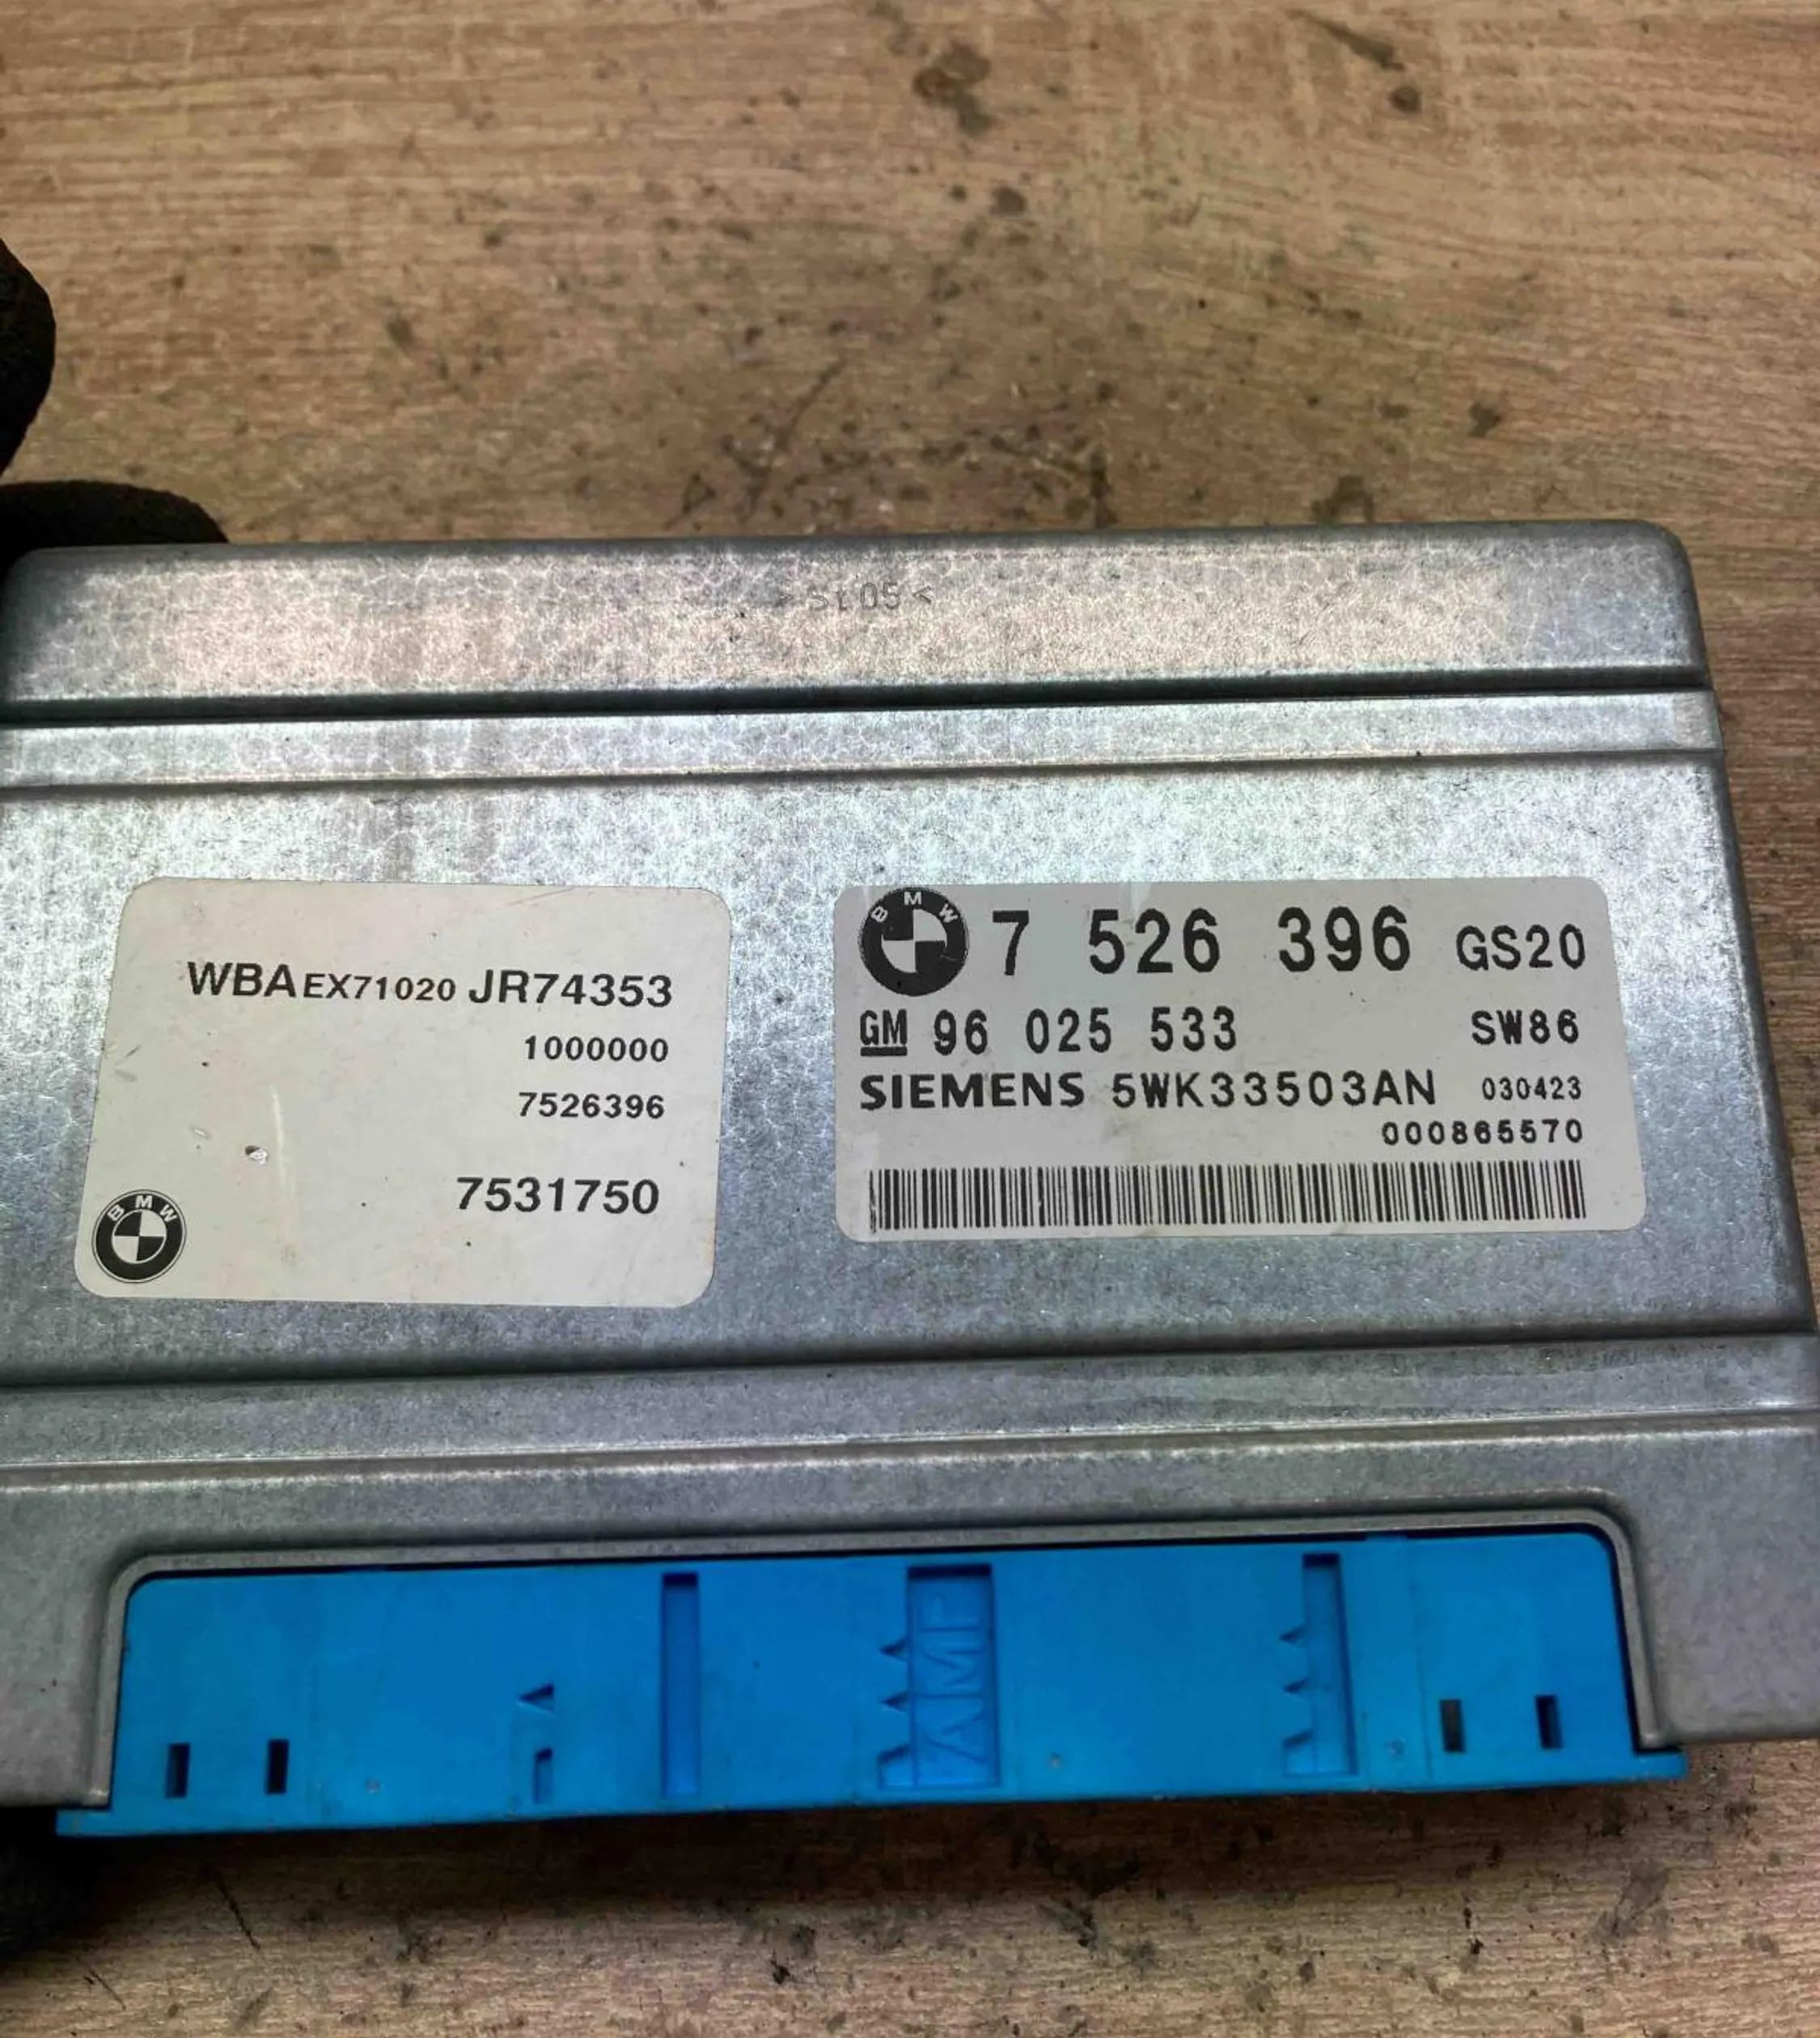 WBAEX71020 JR74353
1000000
7526396
7531750
BMW
BMW 7 526 396 GS20
GM 96 025 533 SW86
SIEMENS 5WK33503AN 030423
000865570
AMP